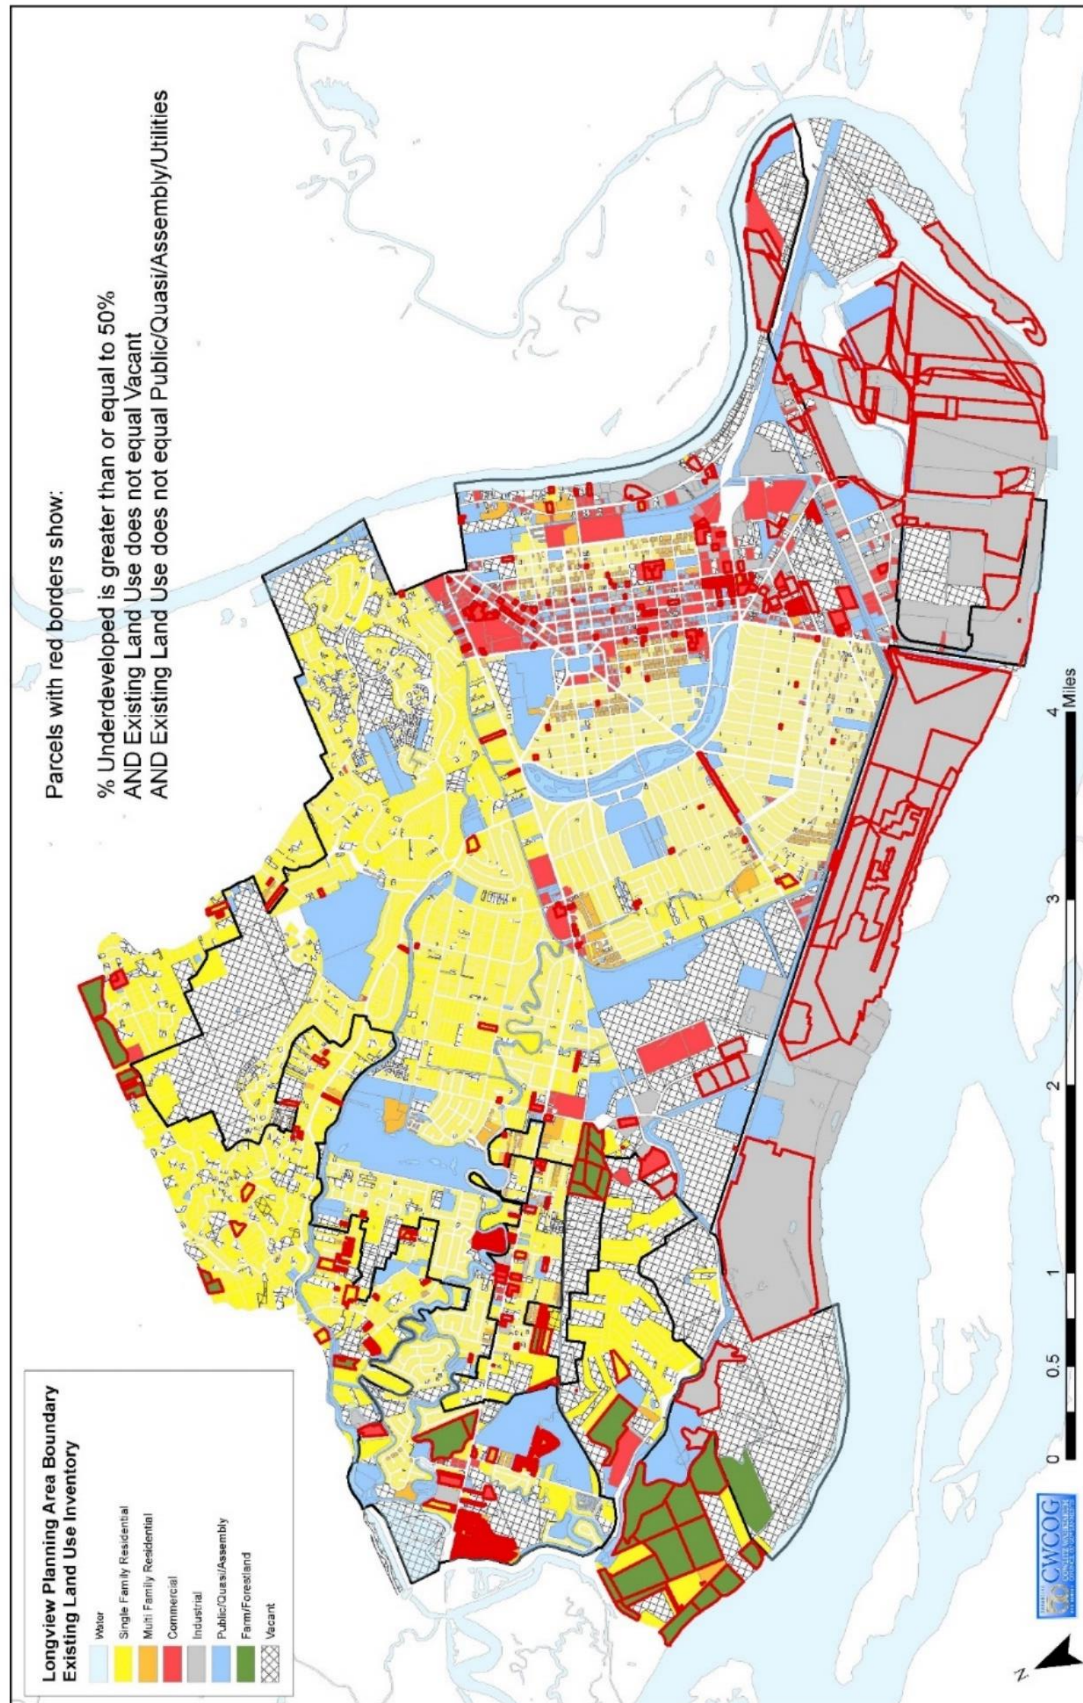 Parcels with red borders show:
% Underdeveloped is greater than or equal to 50%
AND Existing Land Use does not equal Vacant
AND Existing Land Use does not equal Public/Quasi/Assembly/Utilities
Longview Planning Area Boundary
Existing Land Use Inventory
Water
Single Family Residential
Multi Family Residential
Commercial
Industrial
Public/Quasi/Assembly
Farm/Forestland
Vacant
N
CWCOG
0 0.5 1 2 3 4
Miles